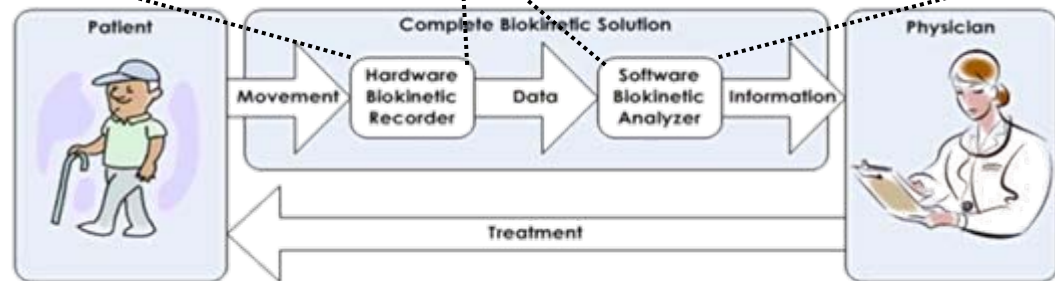 Patient
Complete Biokinetic Solution
Physician
Hardware
Biokinetic
Recorder
Software
Biokinetic
Analyzer
Movement
Data
Information
Treatment